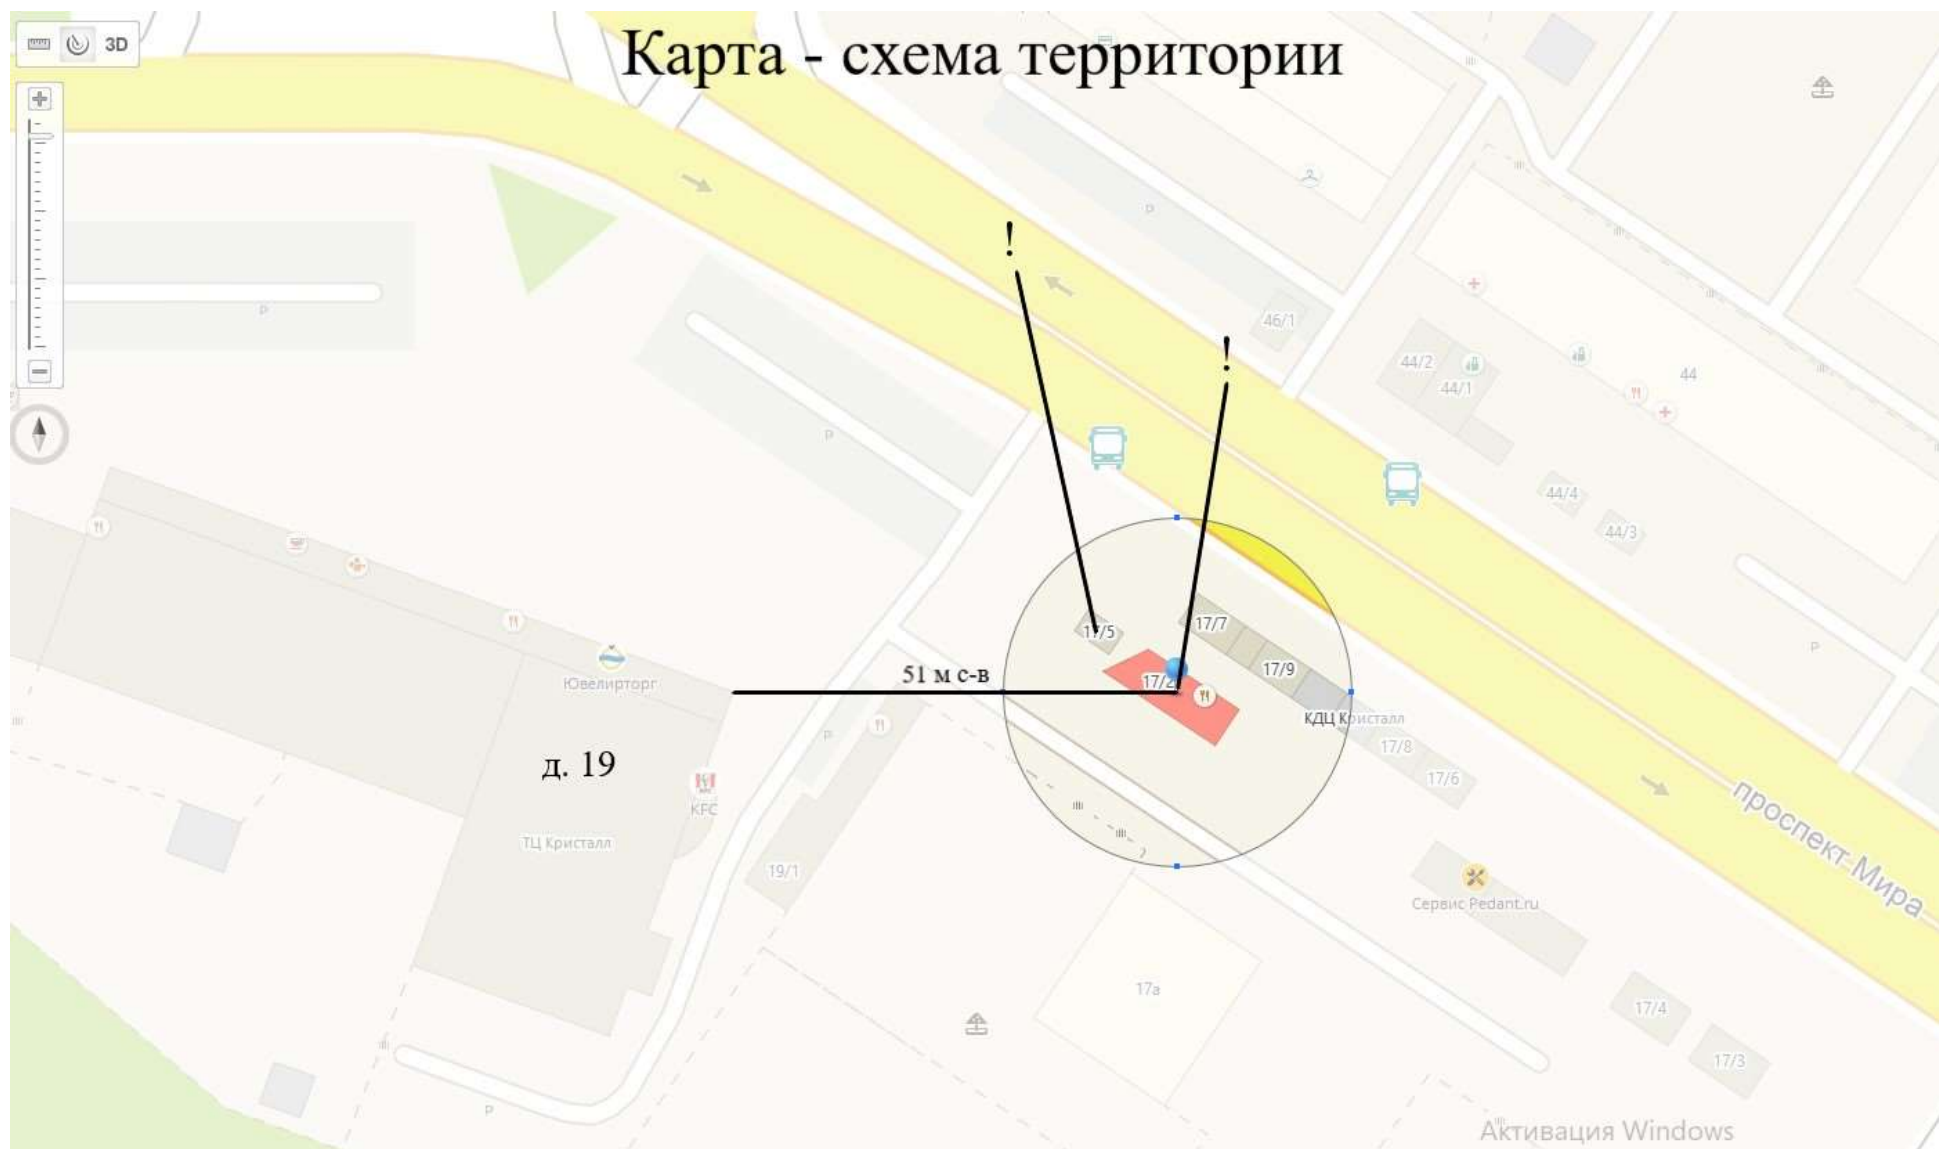 3D
Карта - схема территории
P
!
P
46/1
!
44/2
44/1
44
P
44/4
44/3
17/5
17/7
17/9
17/2
51 м с-в
Ювелирторг
КДЦ Кристалл
17/8
17/6
P
P
д. 19
KFC
KFC
ТЦ Кристалл
19/1
проспект Мира
Сервис Pedant.ru
17а
17/4
17/3
P
Активация Windows